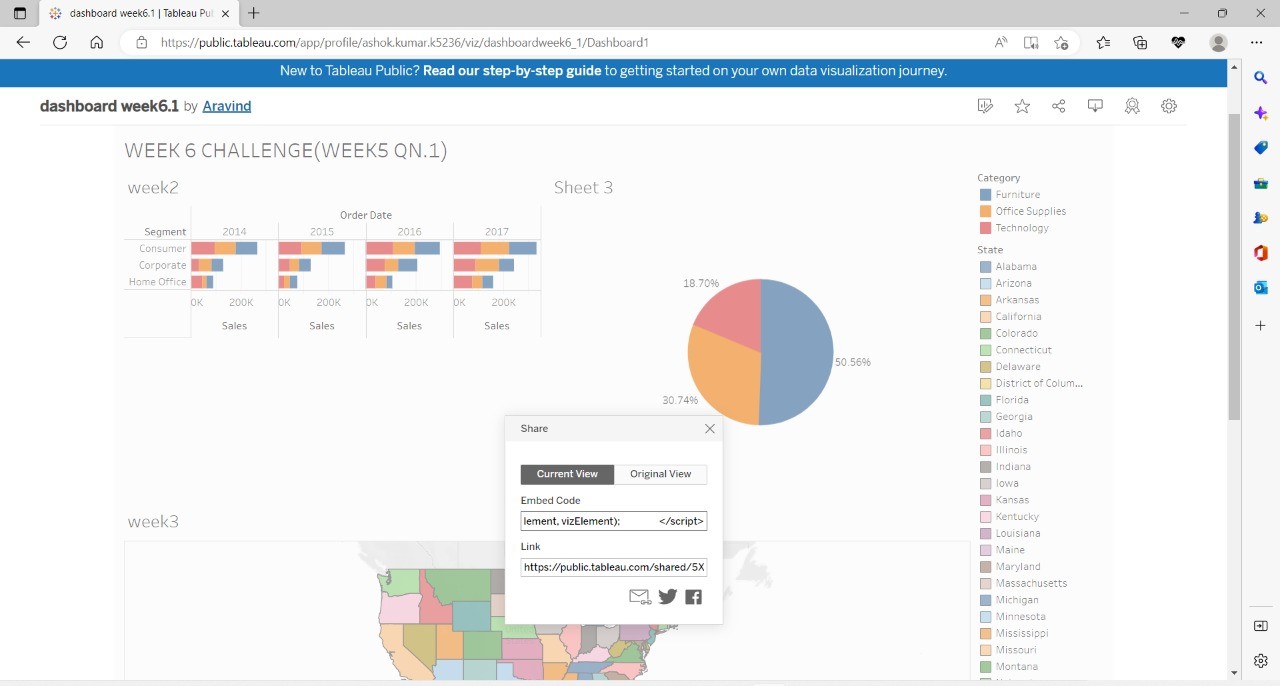 dashboard week6.1 | Tableau Pu
https://public.tableau.com/app/profile/ashok.kumar.k5236/viz/dashboardweek6_1/Dashboard1
New to Tableau Public? Read our step-by-step guide to getting started on your own data visualization journey.
dashboard week6.1 by Aravind
WEEK 6 CHALLENGE(WEEK5 QN.1)
week2
Order Date
Segment 2014 2015 2016 2017
Consumer
Corporate
Home Office
0K 200K 0K 200K 0K 200K 0K 200K
Sales Sales Sales Sales
Sheet 3
18.70%
50.56%
30.74%
Category
Furniture
Office Supplies
Technology
State
Alabama
Arizona
Arkansas
California
Colorado
Connecticut
Delaware
District of Colum...
Florida
Georgia
Idaho
Illinois
Indiana
Iowa
Kansas
Kentucky
Louisiana
Maine
Maryland
Massachusetts
Michigan
Minnesota
Mississippi
Missouri
Montana
week3
Share
Current View Original View
Embed Code
lement, vizElement); </script>
Link
https://public.tableau.com/shared/5X